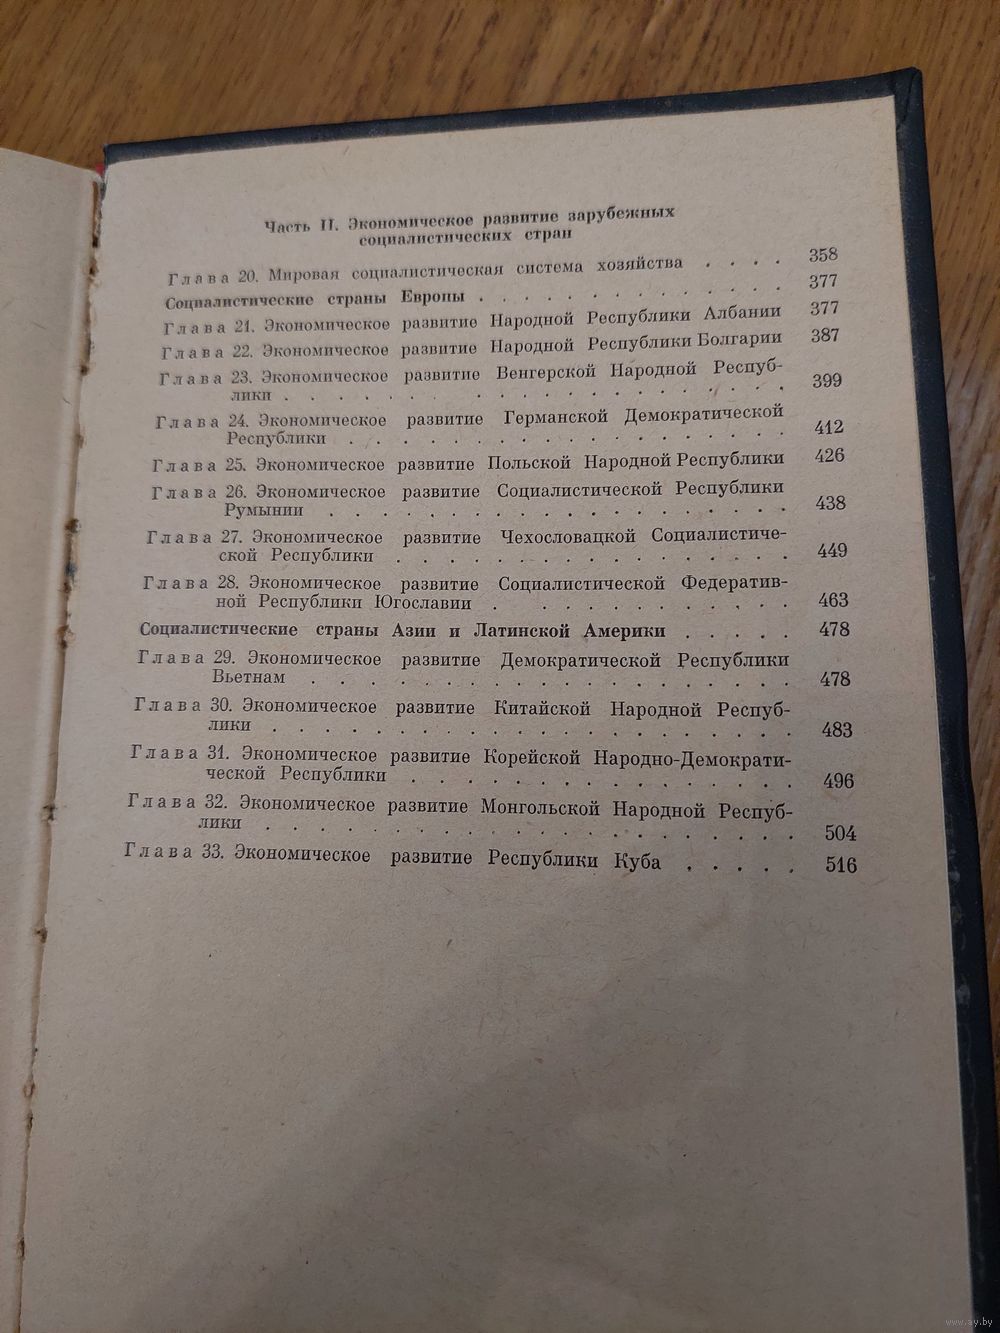 Часть II. Экономическое развитие зарубежных
социалистических стран
Глава 20. Мировая социалистическая система хозяйства . . . . 358
Социалистические страны Европы . . . . . . . . . . . . 377
Глава 21. Экономическое развитие Народной Республики Албании 377
Глава 22. Экономическое развитие Народной Республики Болгарии 387
Глава 23. Экономическое развитие Венгерской Народной Респуб-
лики . . . . . . . . . . . . . . . . . . . 399
Глава 24. Экономическое развитие Германской Демократической
Республики . . . . . . . . . . . . . . . . . 412
Глава 25. Экономическое развитие Польской Народной Республики 426
Глава 26. Экономическое развитие Социалистической Республики
Румынии . . . . . . . . . . . . . . . . . . 438
Глава 27. Экономическое развитие Чехословацкой Социалистиче-
ской Республики . . . . . . . . . . . . . . . 449
Глава 28. Экономическое развитие Социалистической Федератив-
ной Республики Югославии . . . . . . . . . . . 463
Социалистические страны Азии и Латинской Америки . . . . . 478
Глава 29. Экономическое развитие Демократической Республики
Вьетнам . . . . . . . . . . . . . . . . . . 478
Глава 30. Экономическое развитие Китайской Народной Респуб-
лики . . . . . . . . . . . . . . . . . . . . 483
Глава 31. Экономическое развитие Корейской Народно-Демократи-
ческой Республики . . . . . . . . . . . . . . 496
Глава 32. Экономическое развитие Монгольской Народной Респуб-
лики . . . . . . . . . . . . . . . . . . . . 504
Глава 33. Экономическое развитие Республики Куба . . . . . 516
www.ay.by